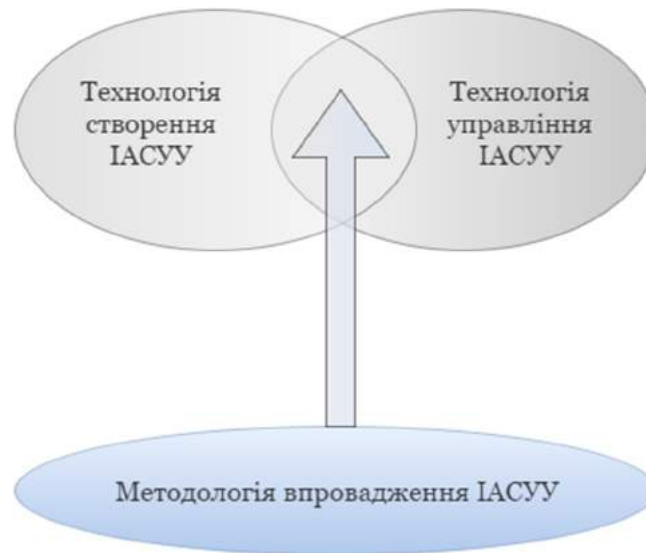 Технологія
створення
ІАСУУ
Технологія
управління
ІАСУУ
Методологія впровадження ІАСУУ